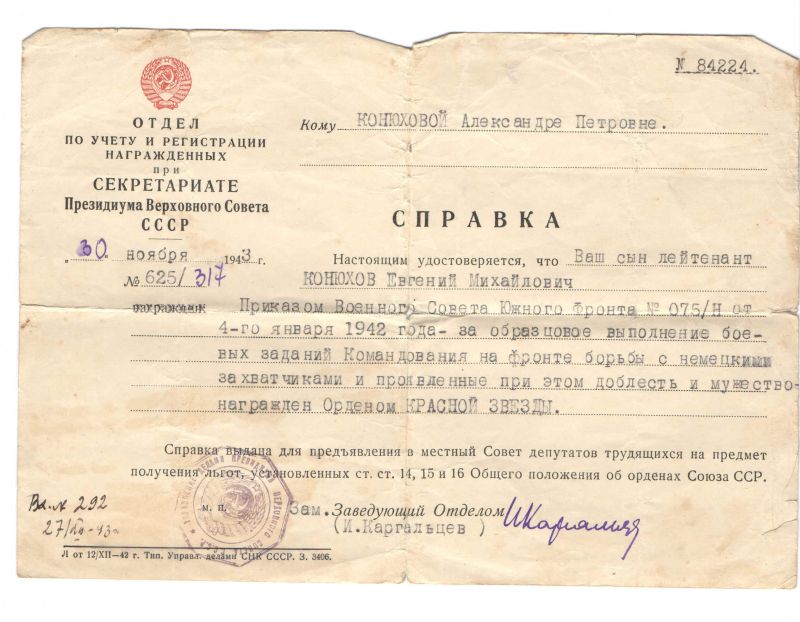 № 84224.
ОТДЕЛ
ПО УЧЕТУ И РЕГИСТРАЦИИ
НАГРАЖДЕННЫХ
при
СЕКРЕТАРИАТЕ
Президиума Верховного Совета
СССР
„30. ноября 1943 г.
№ 625/317
Кому КОНЮХОВОЙ Александре Петровне.
СПРАВКА
Настоящим удостоверяется, что Ваш сын лейтенант
КОНЮХОВ Евгений Михайлович
награжден Приказом Военного Совета Южного Фронта № 075/Н от
4-го января 1942 года- за образцовое выполнение бое-
вых заданий Командования на фронте борьбы с немецкими
захватчиками и проявленные при этом доблесть и мужество-
награжден Орденом КРАСНОЙ ЗВЕЗДЫ.
Справка выдана для предъявления в местный Совет депутатов трудящихся на предмет
получения льгот, установленных ст. ст. 14, 15 и 16 Общего положения об орденах Союза ССР.
м. п.
Зам. Заведующий Отделом
(И.Каргальцев )
292
Л от 12/XII—42 г. Тип. Управл. делами СНК СССР. З. 3406.